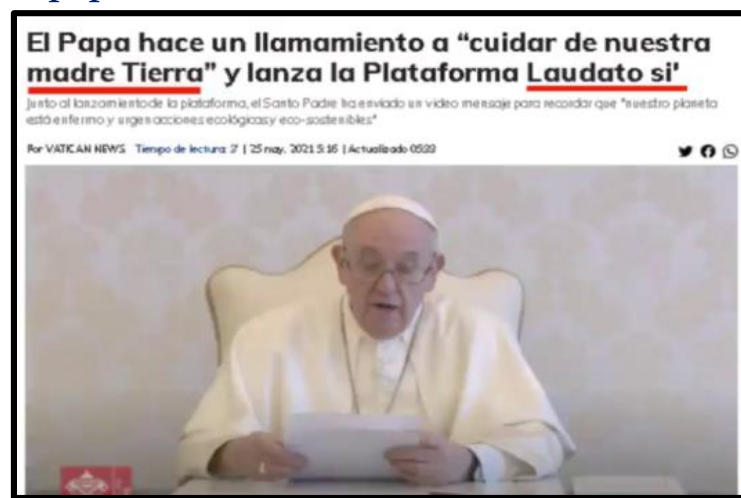 El Papa hace un llamamiento a “cuidar de nuestra
madre Tierra” y lanza la Plataforma Laudato si'
Junto al lanzamiento de la plataforma, el Santo Padre ha enviado un video mensaje para recordar que "nuestro planeta
está enfermo y urgen acciones ecológicas y eco-sostenibles"
Por VATICAN NEWS Tiempo de lectura: 2' | 25 may. 2021 5:16 | Actualizado